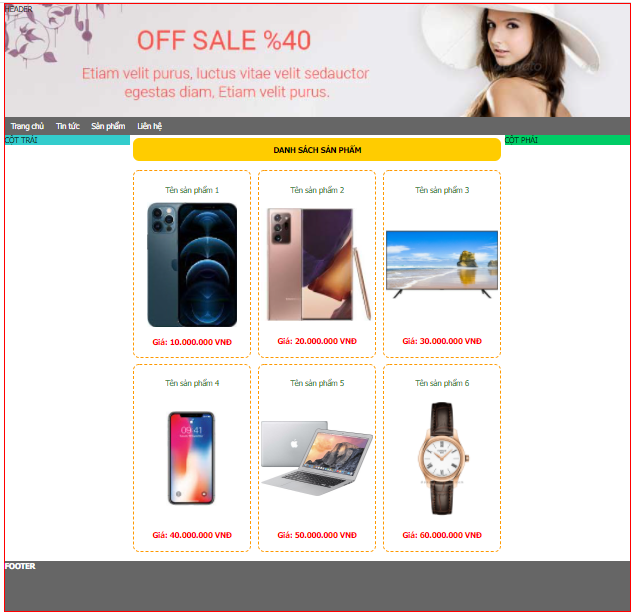 HEADER
OFF SALE %40
Etiam velit purus, luctus vitae velit sedauctor
egestas diam, Etiam velit purus.
Trang chủ Tin tức Sản phẩm Liên hệ
CỘT TRÁI
DANH SÁCH SẢN PHẨM
CỘT PHẢI
Tên sản phẩm 1
Tên sản phẩm 2
Tên sản phẩm 3
Giá: 10.000.000 VNĐ
Giá: 20.000.000 VNĐ
Giá: 30.000.000 VNĐ
Tên sản phẩm 4
Tên sản phẩm 5
Tên sản phẩm 6
09:41
Giá: 40.000.000 VNĐ
Giá: 50.000.000 VNĐ
Giá: 60.000.000 VNĐ
FOOTER